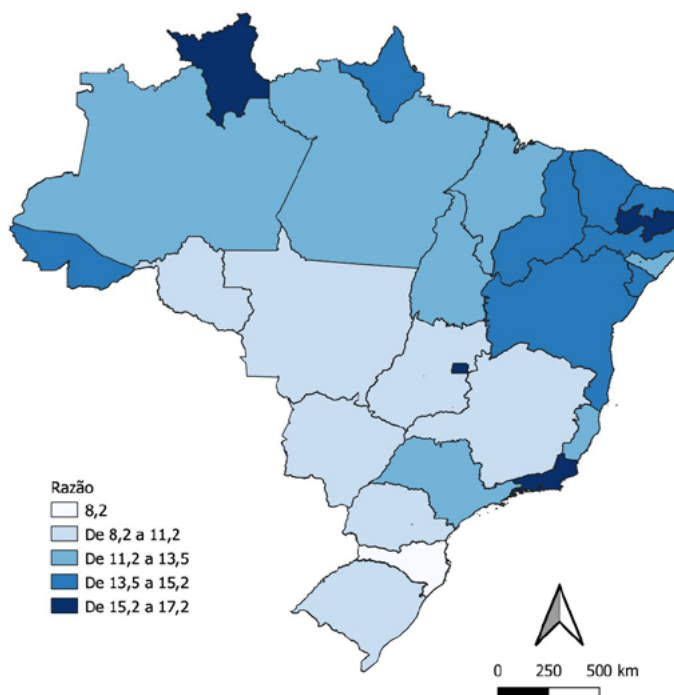 Razão
8,2
De 8,2 a 11,2
De 11,2 a 13,5
De 13,5 a 15,2
De 15,2 a 17,2
0 250 500 km